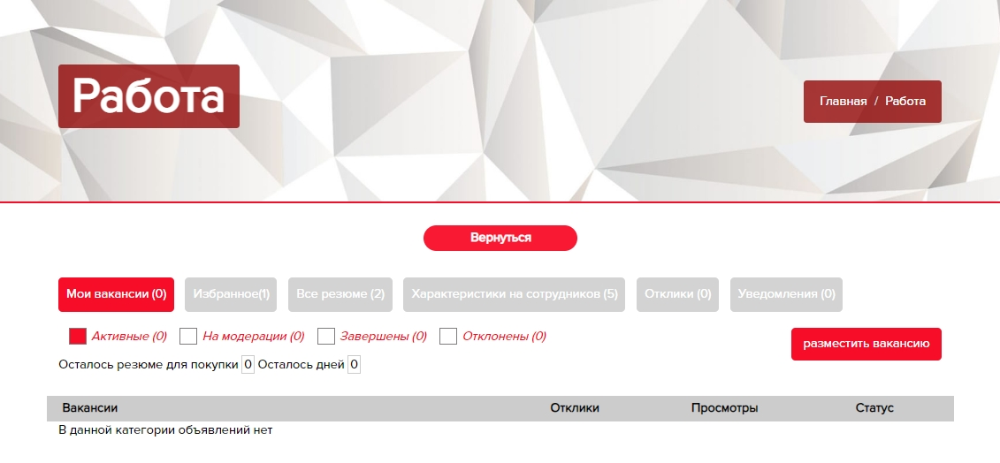 Работа
Главная / Работа
Вернуться
Мои вакансии (0) Избранное(1) Все резюме (2) Характеристики на сотрудников (5) Отклики (0) Уведомления (0)
Активные (0) На модерации (0) Завершены (0) Отклонены (0)
разместить вакансию
Осталось резюме для покупки 0 Осталось дней 0
Вакансии Отклики Просмотры Статус
В данной категории объявлений нет